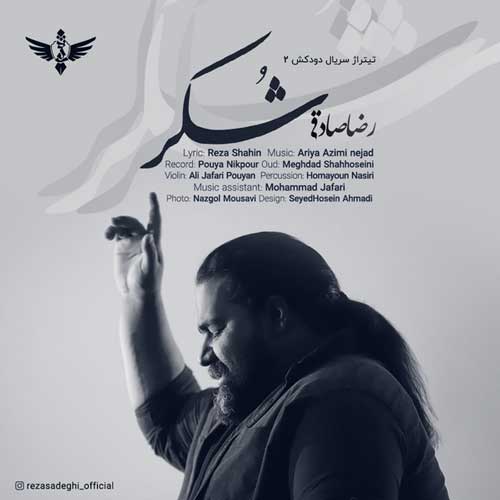 تیتراژ سریال دودکش ۲
شکر
رضا صادقی
Lyric: Reza Shahin Music: Ariya Azimi nejad
Record: Pouya Nikpour Oud: Meghdad Shahhoseini
Violin: Ali Jafari Pouyan Percussion: Homayoun Nasiri
Music assistant: Mohammad Jafari
Photo: Nazgol Mousavi Design: SeyedHosein Ahmadi
rezasadeghi_official